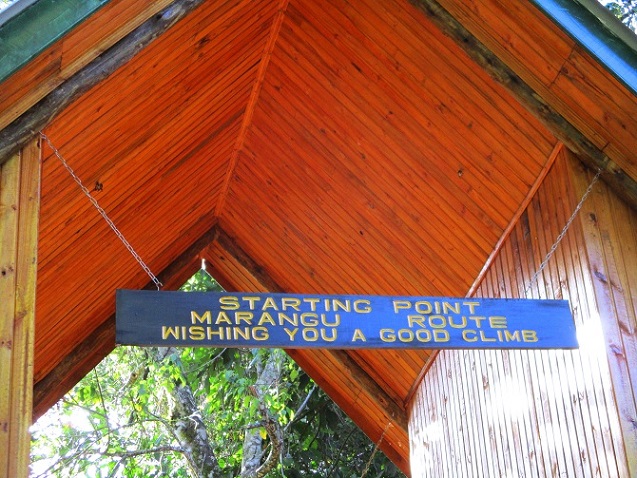 STARTING POINT
MARANGU ROUTE
WISHING YOU A GOOD CLIMB